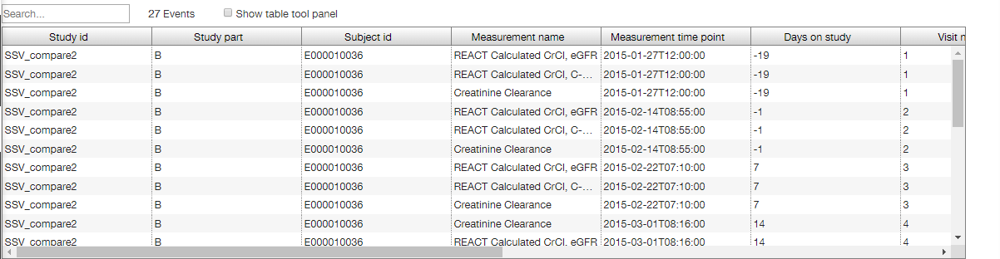 Search... 27 Events Show table tool panel
Study id Study part Subject id Measurement name Measurement time point Days on study Visit n
SSV_compare2 B E000010036 REACT Calculated CrCl, eGFR 2015-01-27T12:00:00 -19 1
SSV_compare2 B E000010036 REACT Calculated CrCl, C-... 2015-01-27T12:00:00 -19 1
SSV_compare2 B E000010036 Creatinine Clearance 2015-01-27T12:00:00 -19 1
SSV_compare2 B E000010036 REACT Calculated CrCl, eGFR 2015-02-14T08:55:00 -1 2
SSV_compare2 B E000010036 REACT Calculated CrCl, C-... 2015-02-14T08:55:00 -1 2
SSV_compare2 B E000010036 Creatinine Clearance 2015-02-14T08:55:00 -1 2
SSV_compare2 B E000010036 REACT Calculated CrCl, eGFR 2015-02-22T07:10:00 7 3
SSV_compare2 B E000010036 REACT Calculated CrCl, C-... 2015-02-22T07:10:00 7 3
SSV_compare2 B E000010036 Creatinine Clearance 2015-02-22T07:10:00 7 3
SSV_compare2 B E000010036 Creatinine Clearance 2015-03-01T08:16:00 14 4
SSV_compare2 B E000010036 REACT Calculated CrCl, eGFR 2015-03-01T08:16:00 14 4